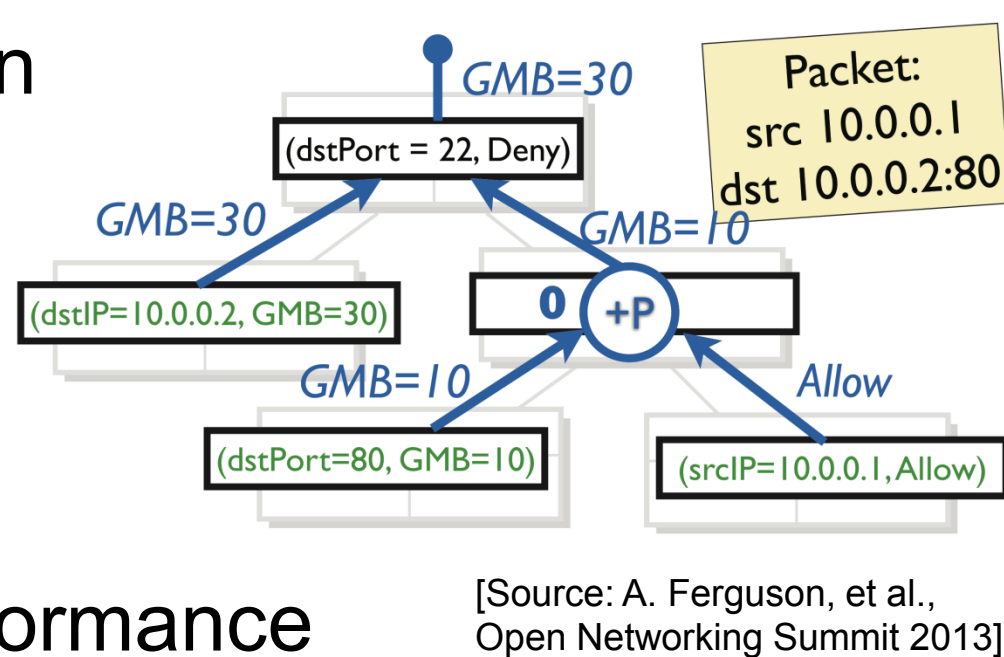 n
GMB=30
Packet:
src 10.0.0.1
dst 10.0.0.2:80
(dstPort = 22, Deny)
GMB=30
GMB=10
(dstIP=10.0.0.2, GMB=30)
0
+P
GMB=10
Allow
(dstPort=80, GMB=10)
(srcIP=10.0.0.1, Allow)
ormance
[Source: A. Ferguson, et al.,
Open Networking Summit 2013]